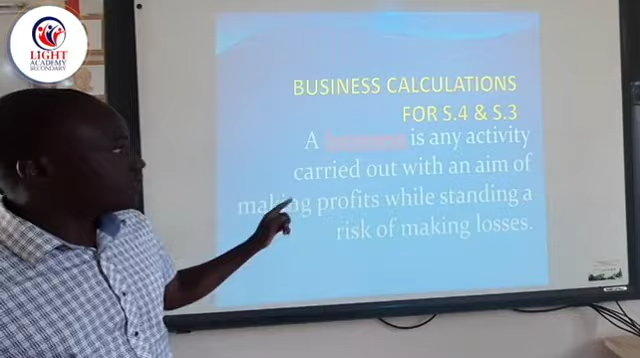 LIGHT
ACADEMY
SECONDARY
BUSINESS CALCULATIONS
FOR S.4 & S.3
A is any activity
carried out with an aim of
making profits while standing a
risk of making losses.